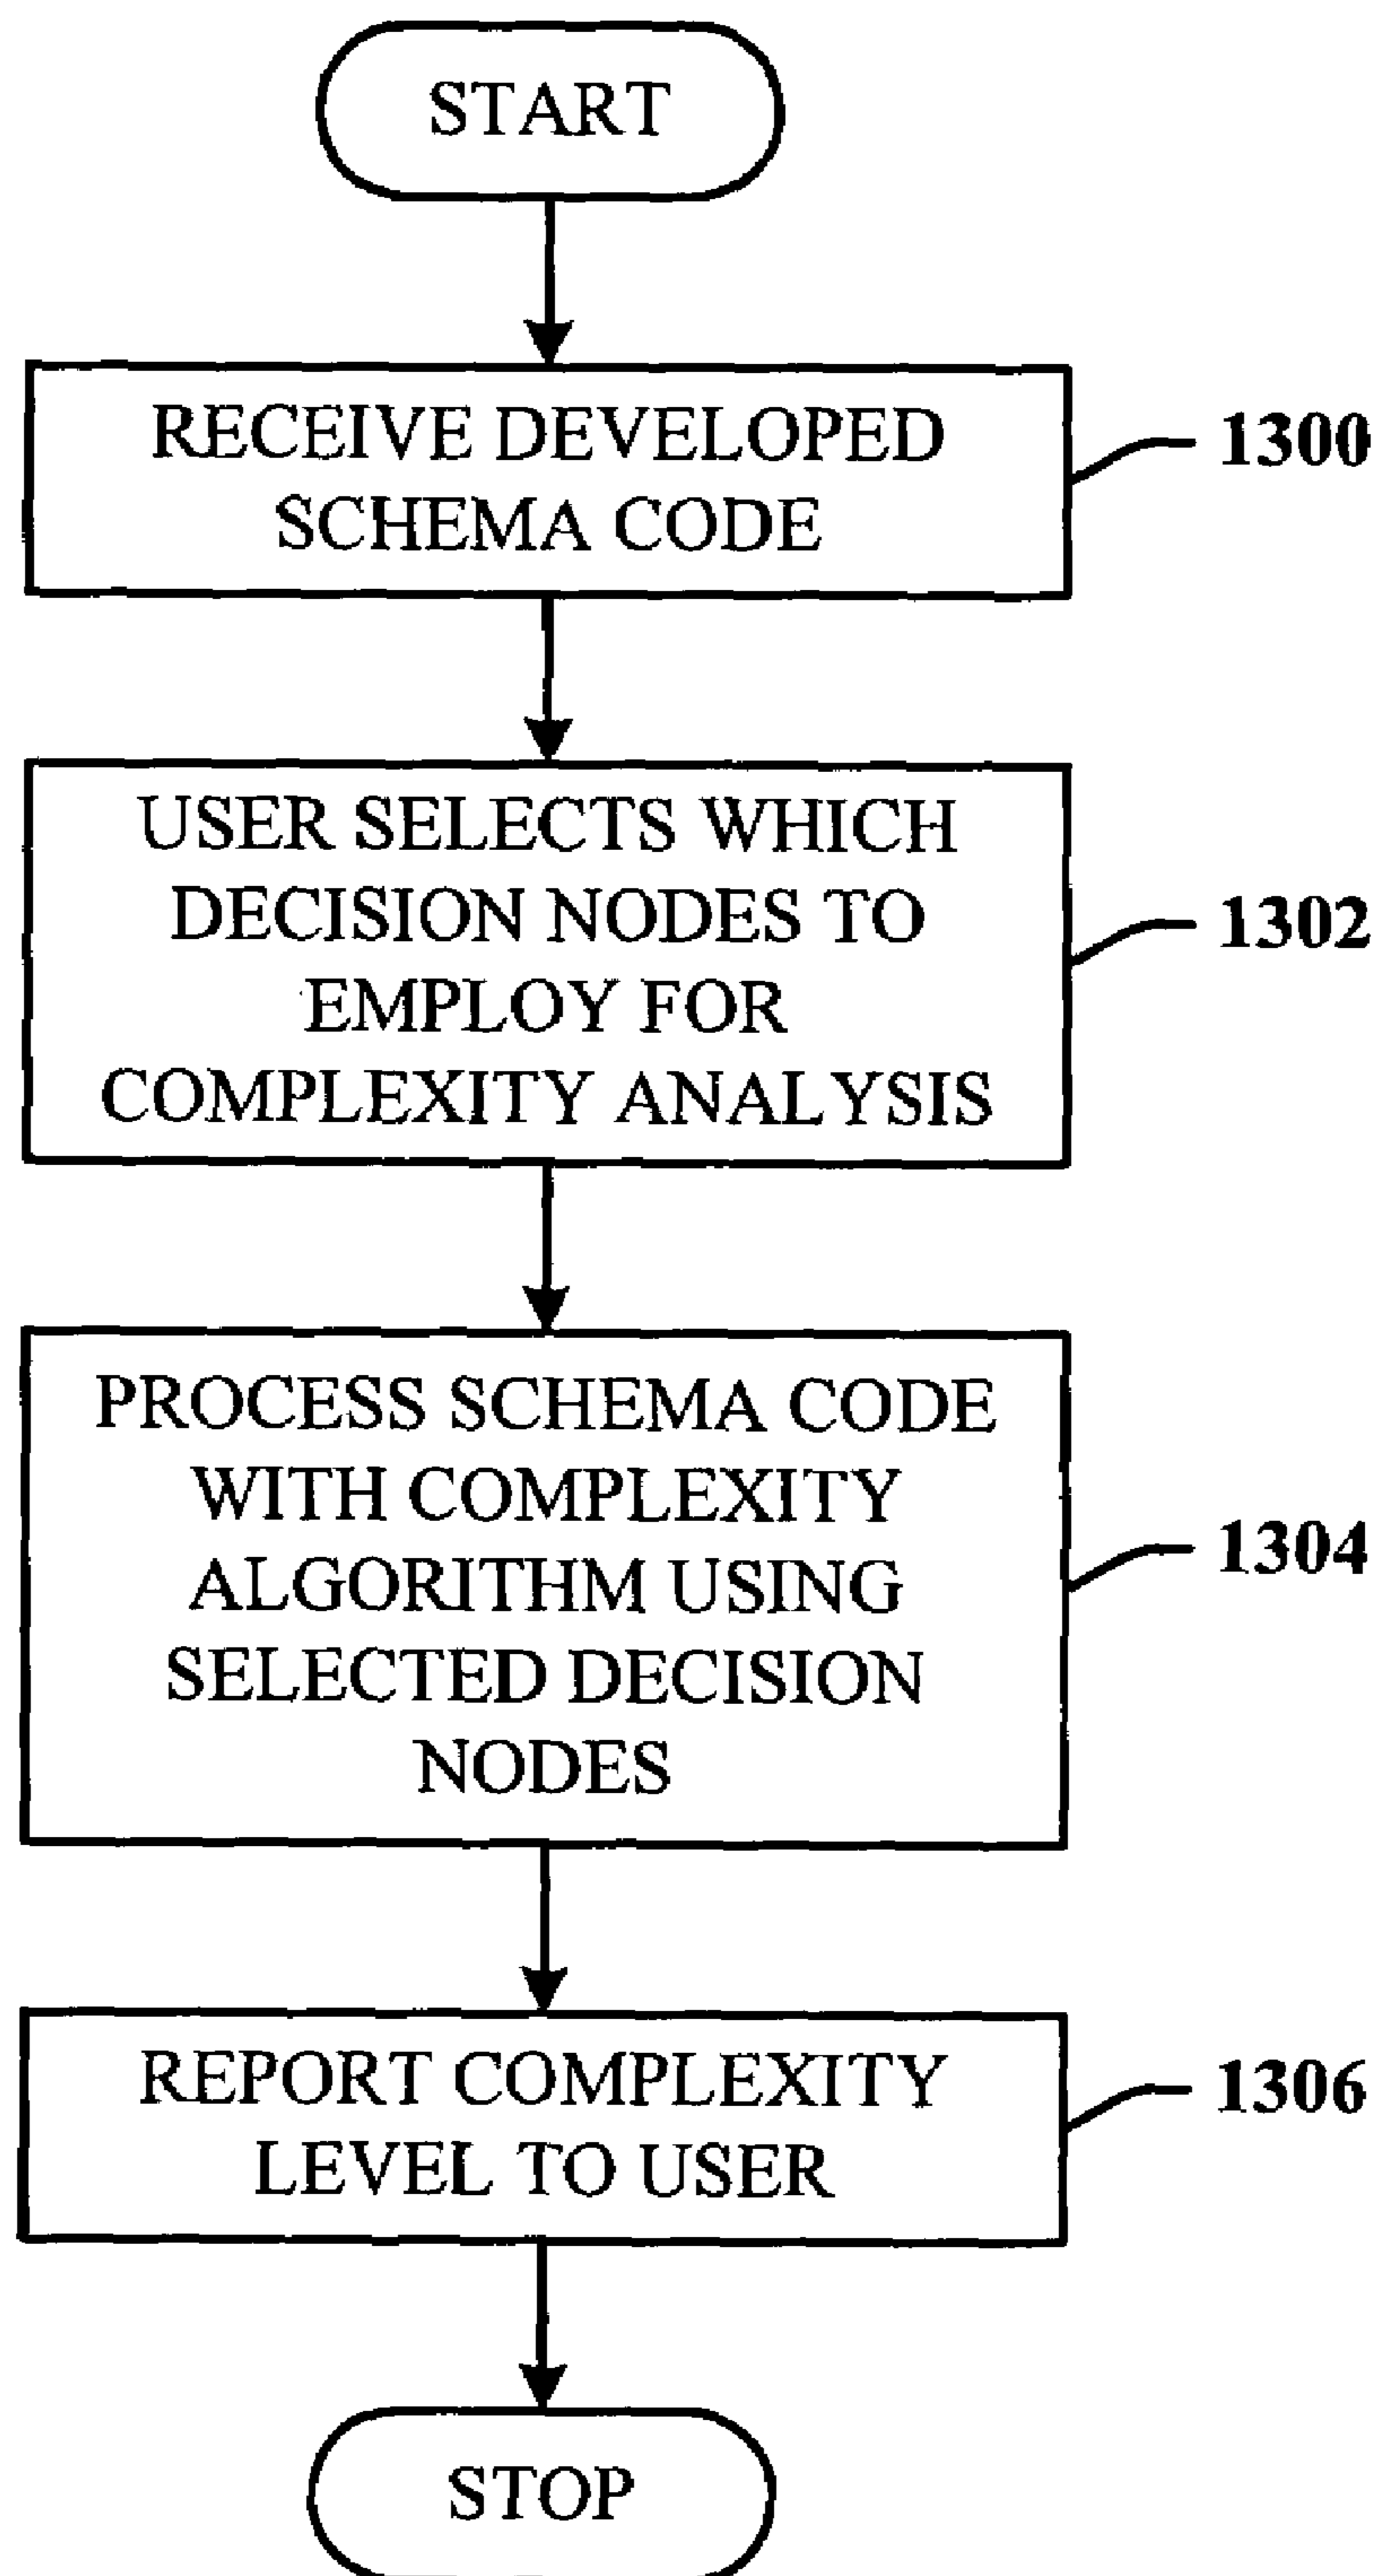 START
RECEIVE DEVELOPED
SCHEMA CODE
1300
USER SELECTS WHICH
DECISION NODES TO
EMPLOY FOR
COMPLEXITY ANALYSIS
1302
PROCESS SCHEMA CODE
WITH COMPLEXITY
ALGORITHM USING
SELECTED DECISION
NODES
1304
REPORT COMPLEXITY
LEVEL TO USER
1306
STOP